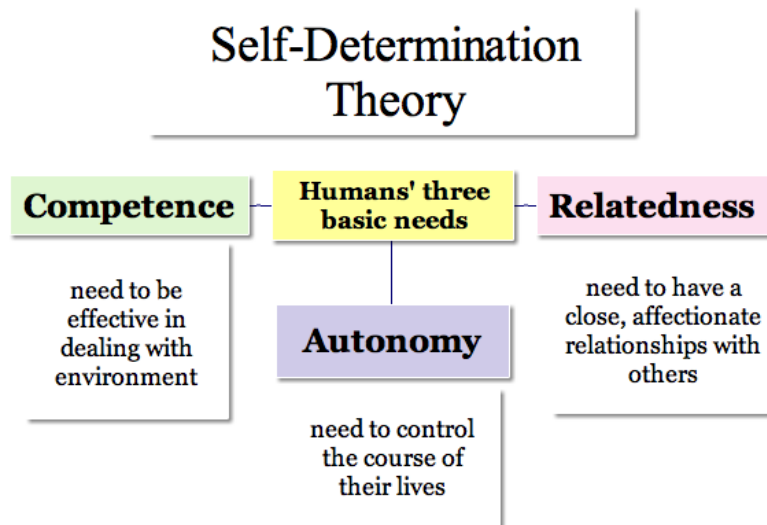 Self-Determination
Theory
Competence
Humans' three
basic needs
Relatedness
need to be
effective in
dealing with
environment
Autonomy
need to control
the course of
their lives
need to have a
close, affectionate
relationships with
others